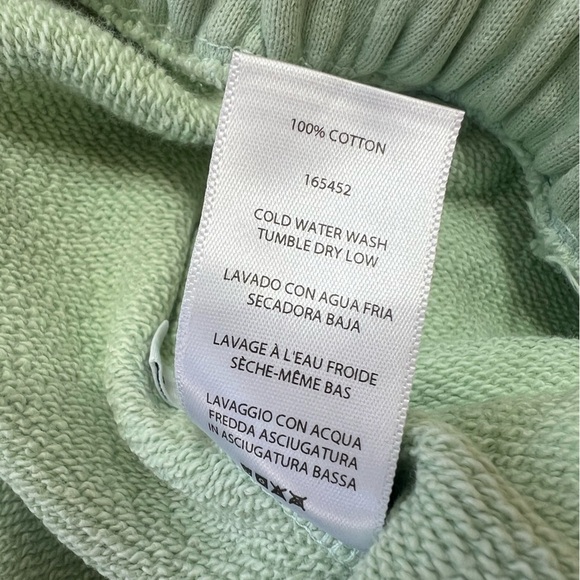 100% COTTON
165452
COLD WATER WASH
TUMBLE DRY LOW
LAVADO CON AGUA FRIA
SECADORA BAJA
LAVAGE À L'EAU FROIDE
SÈCHE-MÊME BAS
LAVAGGIO CON ACQUA
FREDDA ASCIUGATURA
IN ASCIUGATURA BASSA